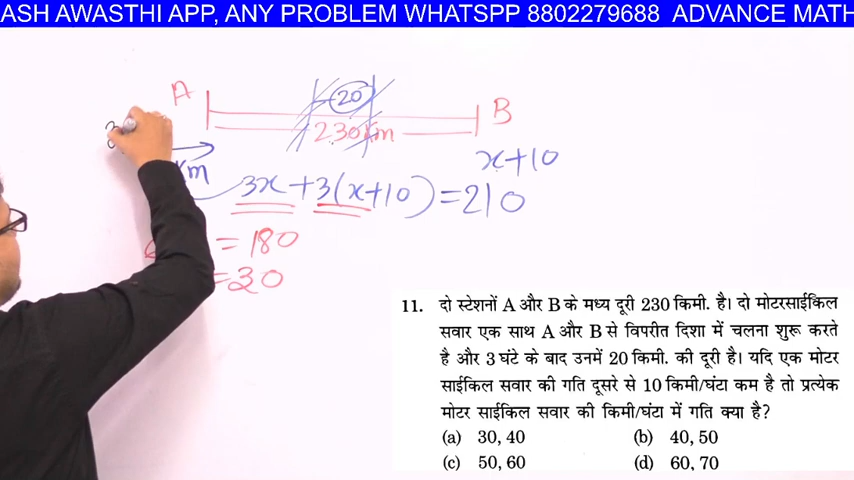 ASH AWASTHI APP, ANY PROBLEM WHATSPP 8802279688 ADVANCE MATH
A
20
B
230km
x+10
3x+3(x+10)=210
=180
=30
11. दो स्टेशनों A और B के मध्य दूरी 230 किमी. है। दो मोटरसाईकिल
सवार एक साथ A और B से विपरीत दिशा में चलना शुरू करते
है और 3 घंटे के बाद उनमें 20 किमी. की दूरी है। यदि एक मोटर
साईकिल सवार की गति दूसरे से 10 किमी/घंटा कम है तो प्रत्येक
मोटर साईकिल सवार की किमी/घंटा में गति क्या है?
(a) 30, 40 (b) 40, 50
(c) 50, 60 (d) 60, 70